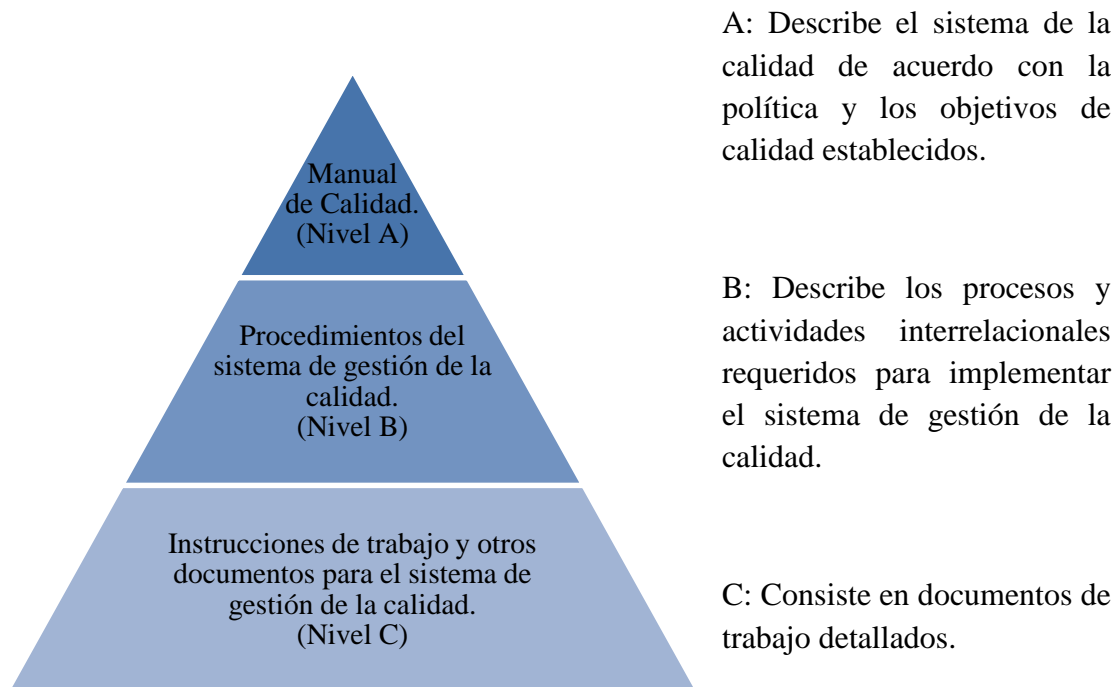 A: Describe el sistema de la
calidad de acuerdo con la
política y los objetivos de
calidad establecidos.
Manual
de Calidad.
(Nivel A)
B: Describe los procesos y
actividades interrelacionales
requeridos para implementar
el sistema de gestión de la
calidad.
Procedimientos del
sistema de gestión de la
calidad.
(Nivel B)
Instrucciones de trabajo y otros
documentos para el sistema de
gestión de la calidad.
(Nivel C)
C: Consiste en documentos de
trabajo detallados.